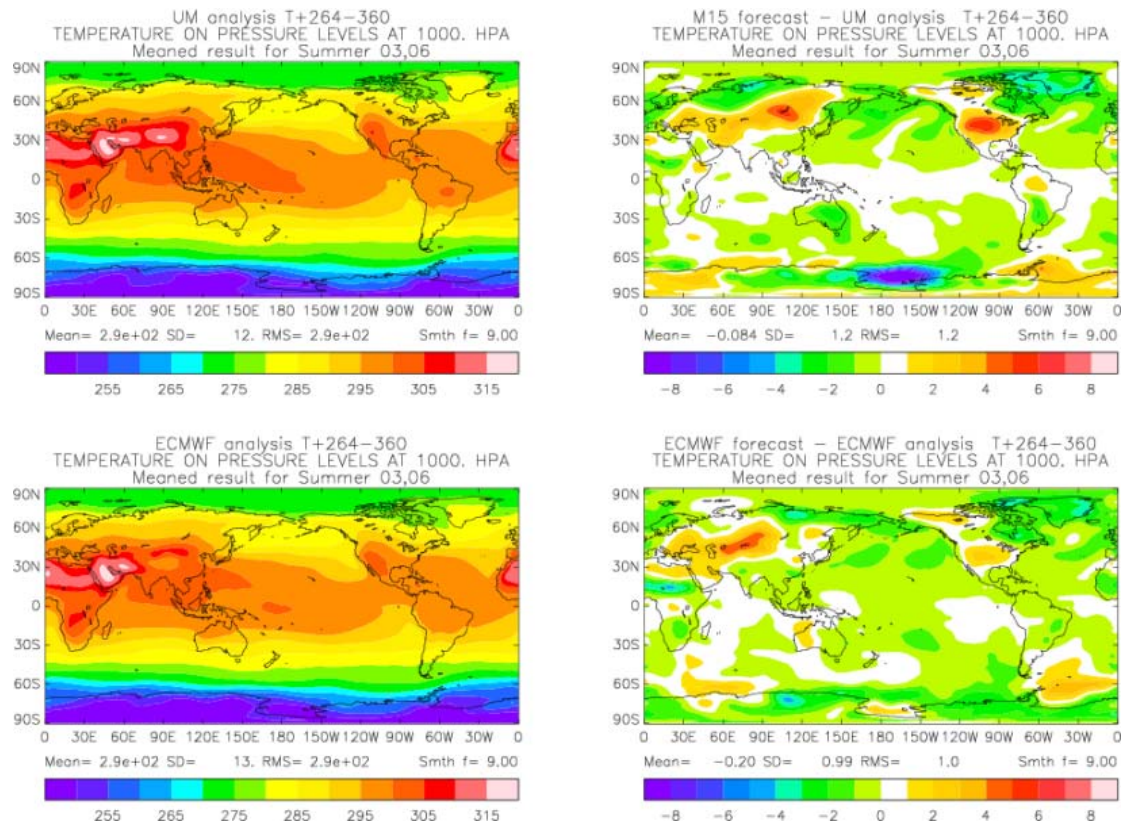 UM analysis T+264-360
TEMPERATURE ON PRESSURE LEVELS AT 1000. HPA
Meaned result for Summer 03,06
90N
60N
30N
0
30S
60S
90S
0 30E 60E 90E 120E 150E 180E 150W 120W 90W 60W 30W 0
Mean= 2.9e+02 SD= 12. RMS= 2.9e+02 Smth f= 9.00
255 265 275 285 295 305 315
M15 forecast - UM analysis T+264-360
TEMPERATURE ON PRESSURE LEVELS AT 1000. HPA
Meaned result for Summer 03,06
90N
60N
30N
0
30S
60S
90S
0 30E 60E 90E 120E 150E 180E 150W 120W 90W 60W 30W 0
Mean= -0.084 SD= 1.2 RMS= 1.2 Smth f= 9.00
-8 -6 -4 -2 0 2 4 6 8
ECMWF analysis T+264-360
TEMPERATURE ON PRESSURE LEVELS AT 1000. HPA
Meaned result for Summer 03,06
90N
60N
30N
0
30S
60S
90S
0 30E 60E 90E 120E 150E 180E 150W 120W 90W 60W 30W 0
Mean= 2.9e+02 SD= 13. RMS= 2.9e+02 Smth f= 9.00
255 265 275 285 295 305 315
ECMWF forecast - ECMWF analysis T+264-360
TEMPERATURE ON PRESSURE LEVELS AT 1000. HPA
Meaned result for Summer 03,06
90N
60N
30N
0
30S
60S
90S
0 30E 60E 90E 120E 150E 180E 150W 120W 90W 60W 30W 0
Mean= -0.20 SD= 0.99 RMS= 1.0 Smth f= 9.00
-8 -6 -4 -2 0 2 4 6 8